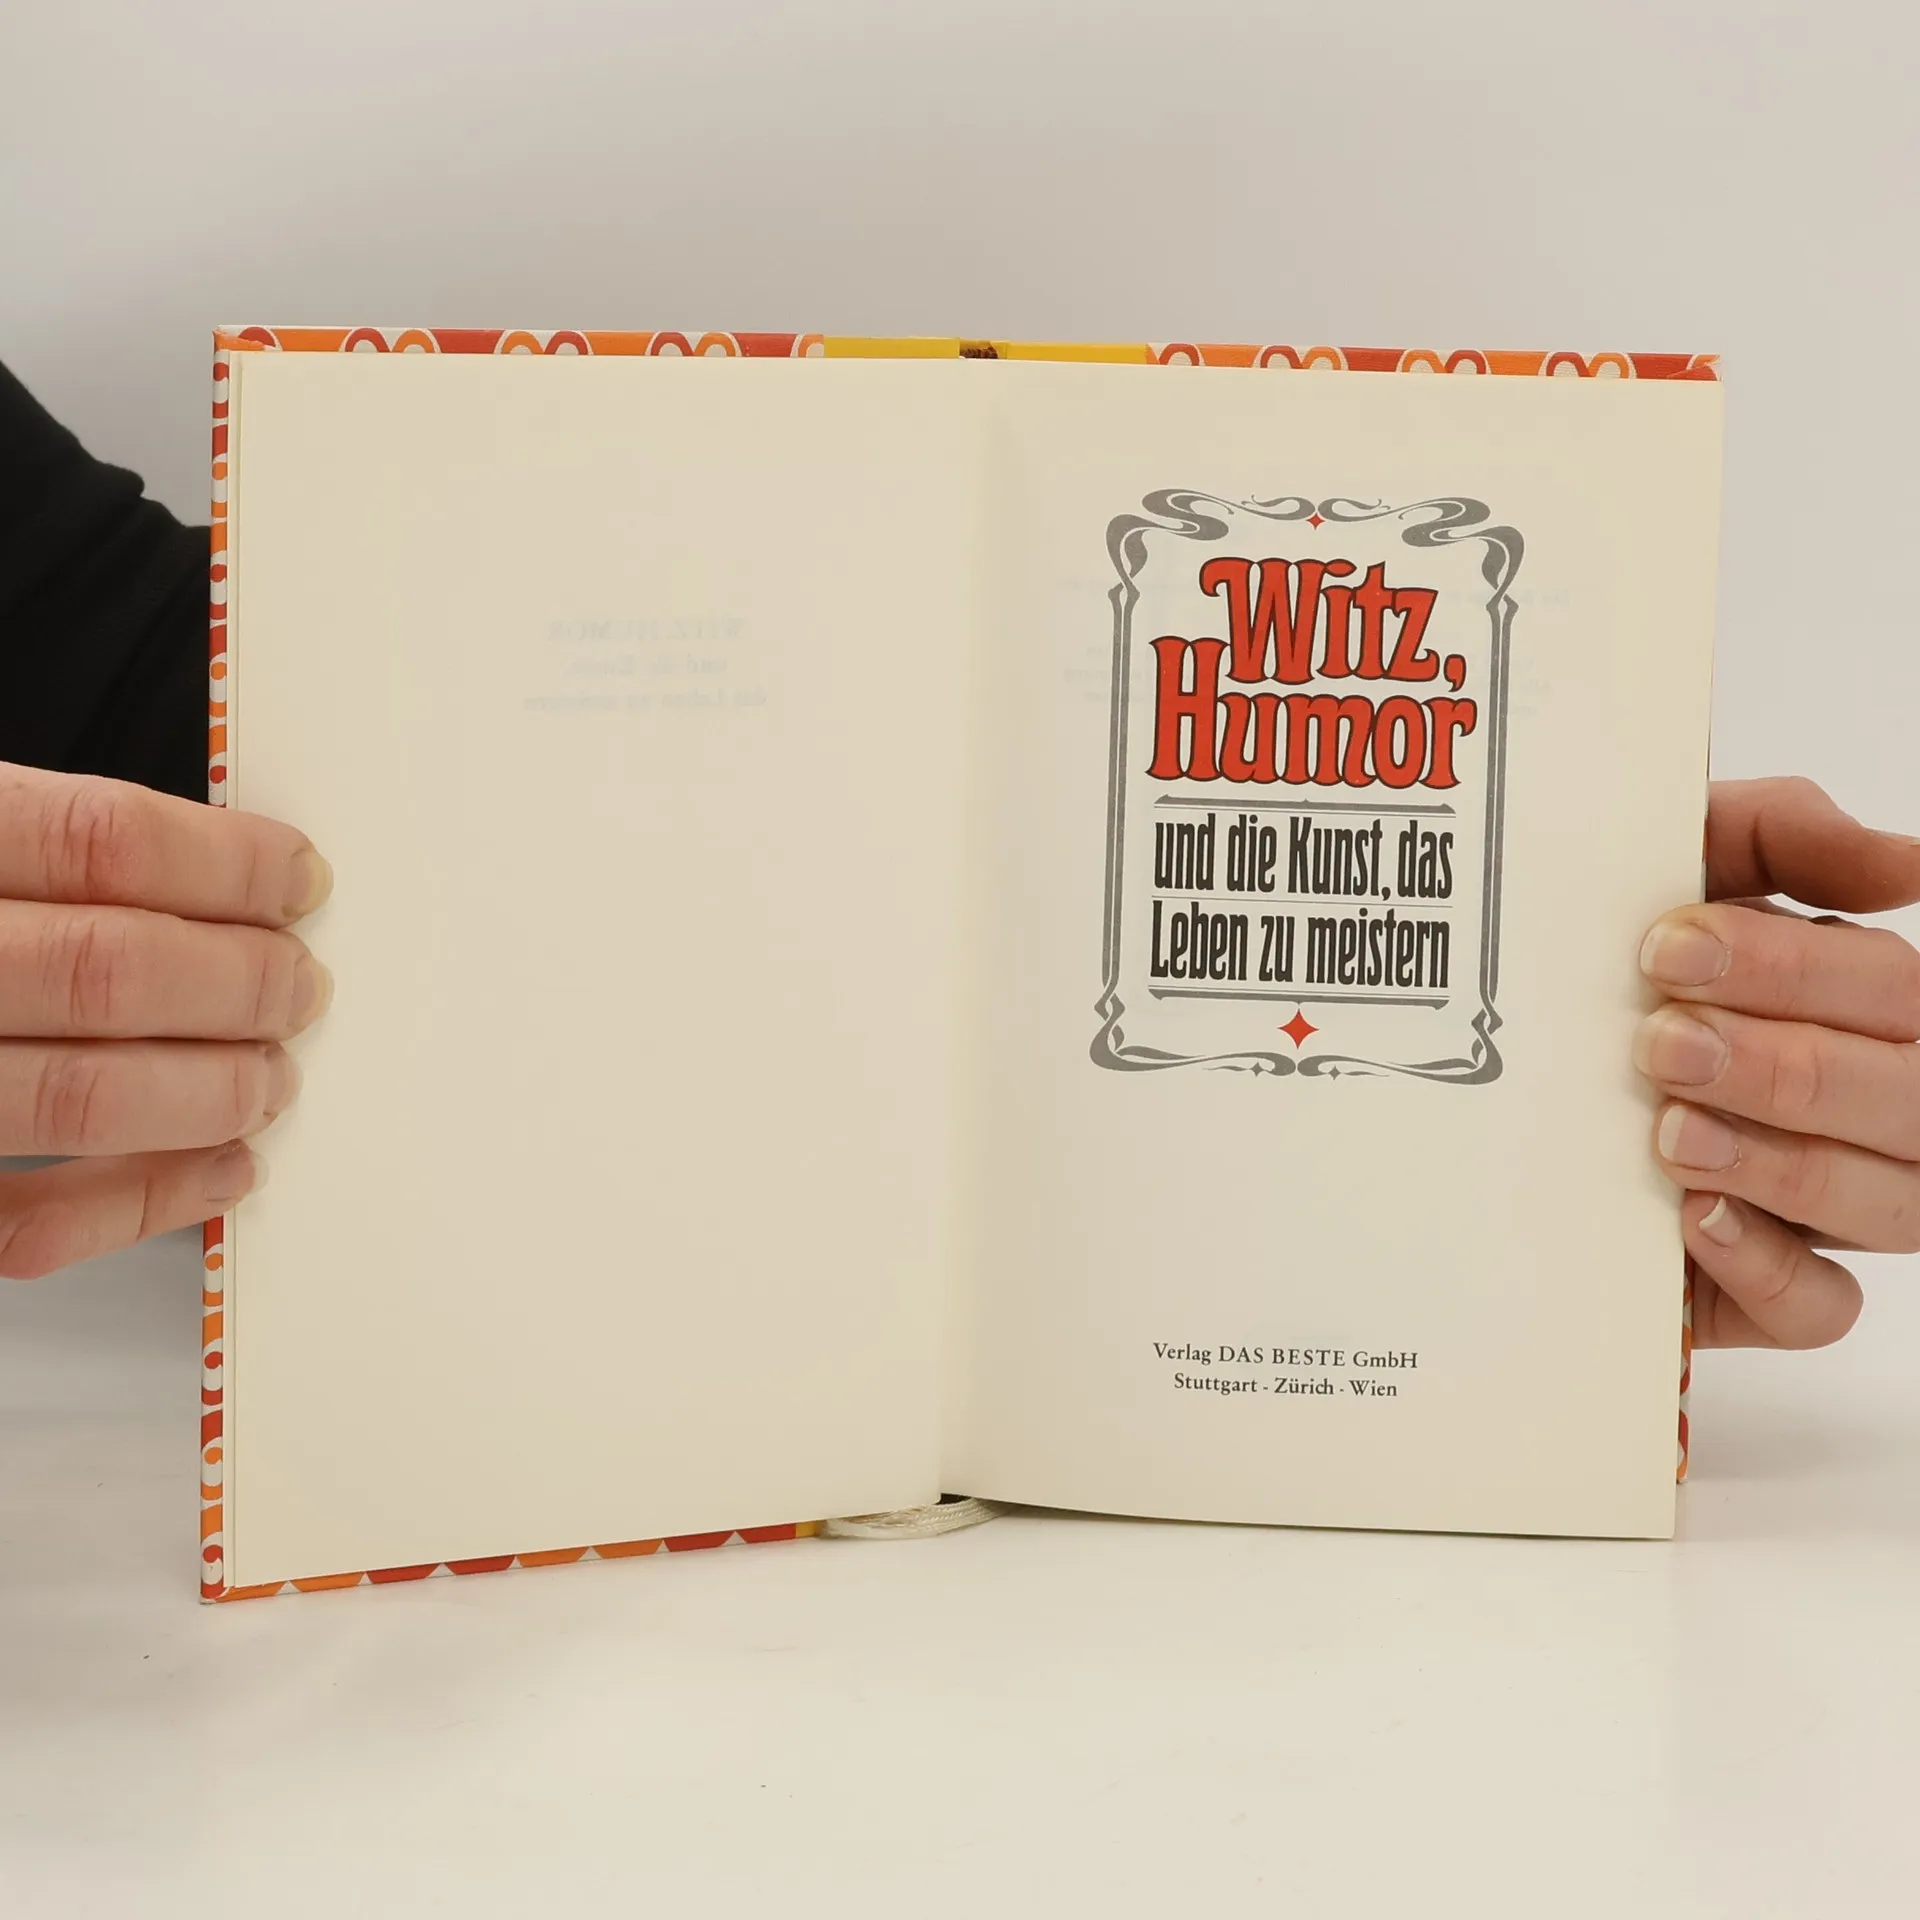 Witz,
Humor
und die Kunst, das
Leben zu meistern
Verlag DAS BESTE GmbH
Stuttgart - Zürich - Wien